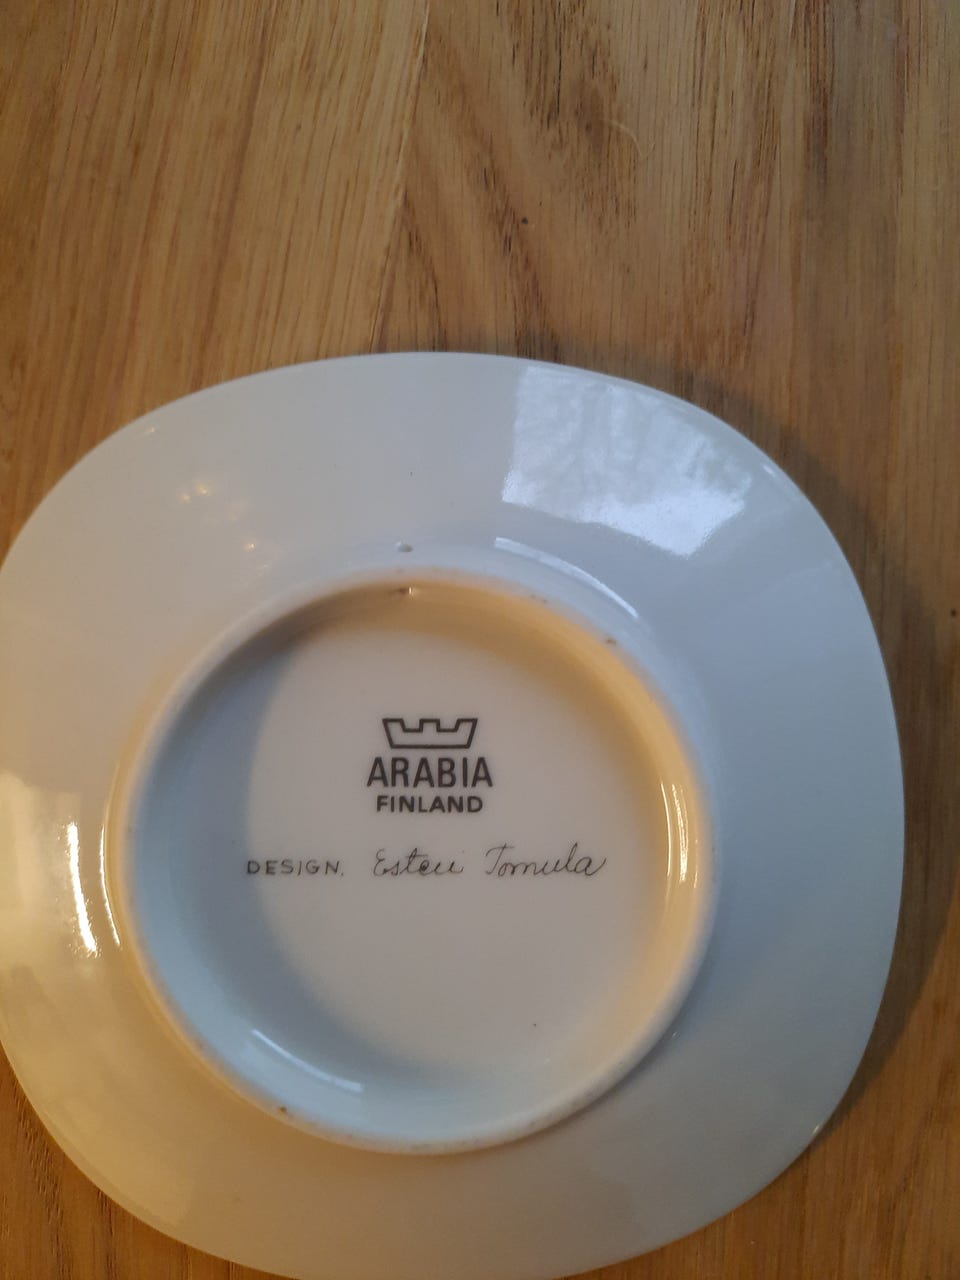 ARABIA
FINLAND
DESIGN. Esteri Tomula